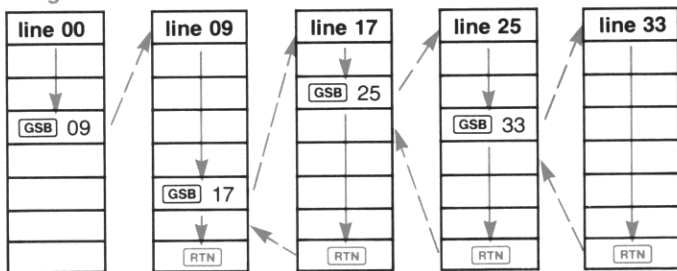 line 00 line 09 line 17 line 25 line 33
GSB 25
GSB 09 GSB 33
GSB 17
RTN RTN RTN RTN